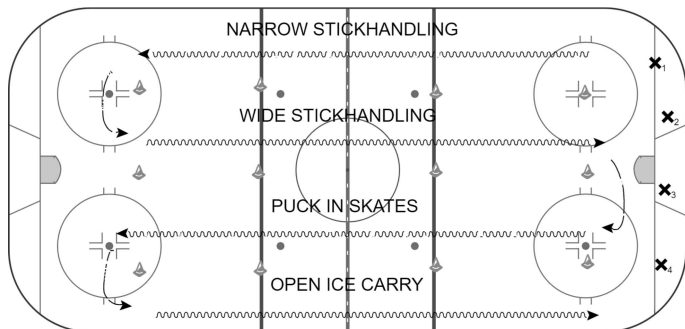 NARROW STICKHANDLING
1
WIDE STICKHANDLING
2
3
PUCK IN SKATES
4
OPEN ICE CARRY